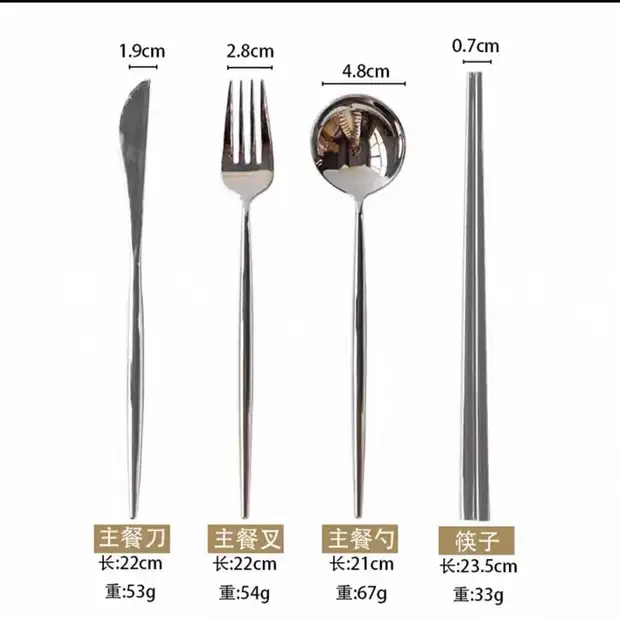 1.9cm
2.8cm
4.8cm
0.7cm
主餐刀
主餐叉
主餐勺
筷子
长:22cm
长:22cm
长:21cm
长:23.5cm
重:53g
重:54g
重:67g
重:33g